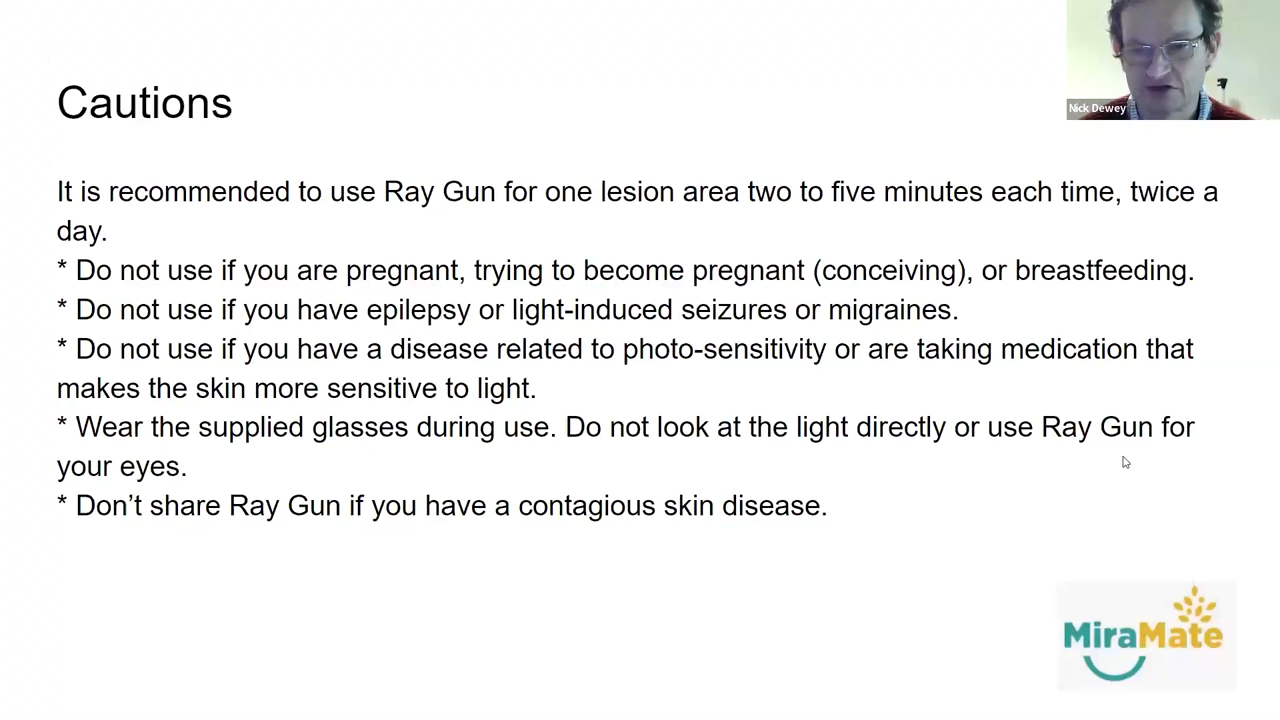 Nick Dewey
Cautions
It is recommended to use Ray Gun for one lesion area two to five minutes each time, twice a
day.
* Do not use if you are pregnant, trying to become pregnant (conceiving), or breastfeeding.
* Do not use if you have epilepsy or light-induced seizures or migraines.
* Do not use if you have a disease related to photo-sensitivity or are taking medication that
makes the skin more sensitive to light.
* Wear the supplied glasses during use. Do not look at the light directly or use Ray Gun for
your eyes.
* Don’t share Ray Gun if you have a contagious skin disease.
MiraMate